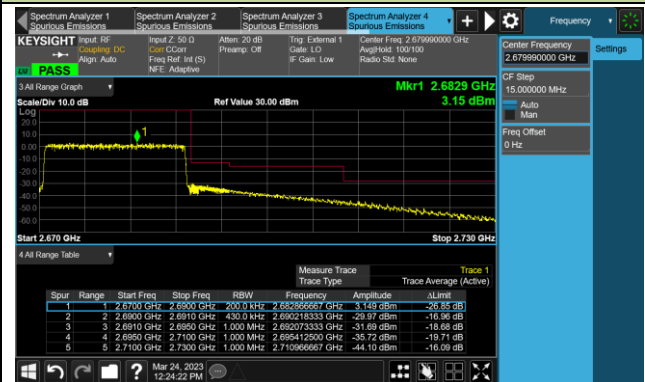 Spectrum Analyzer 1
Spurious Emissions
Spectrum Analyzer 2
Spurious Emissions
Spectrum Analyzer 3
Spurious Emissions
Spectrum Analyzer 4
Spurious Emissions
Frequency
KEYSIGHT
Input: RF
Coupling: DC
Align: Auto
Input Z: 50 Ω
Corr CCorr
Freq Ref: Int (S)
NFE: Adaptive
Atten: 20 dB
Preamp: Off
Trig: External 1
Gate: LO
IF Gain: Low
Center Freq: 2.679990000 GHz
Avg|Hold: 100/100
Radio Std: None
LXI PASS
Center Frequency
2.679990000 GHz
Settings
CF Step
15.000000 MHz
Auto
Man
Freq Offset
0 Hz
3 All Range Graph
Mkr1 2.6829 GHz
3.15 dBm
Scale/Div 10.0 dB
Ref Value 30.00 dBm
Log
20.0
10.0
0.00
-10.0
-20.0
-30.0
-40.0
-50.0
-60.0
1
Start 2.670 GHz
Stop 2.730 GHz
4 All Range Table
Measure Trace Trace 1
Trace Type Trace Average (Active)
Spur Range Start Freq Stop Freq RBW Frequency Amplitude ΔLimit
1 1 2.6700 GHz 2.6900 GHz 200.0 kHz 2.682866667 GHz 3.149 dBm -26.85 dB
2 2 2.6900 GHz 2.6910 GHz 430.0 kHz 2.690218333 GHz -29.97 dBm -16.96 dB
3 3 2.6910 GHz 2.6950 GHz 1.000 MHz 2.692073333 GHz -31.69 dBm -18.68 dB
4 4 2.6950 GHz 2.7100 GHz 1.000 MHz 2.695412500 GHz -35.72 dBm -19.71 dB
5 5 2.7100 GHz 2.7300 GHz 1.000 MHz 2.710966667 GHz -44.10 dBm -16.09 dB
Mar 24, 2023
12:24:22 PM